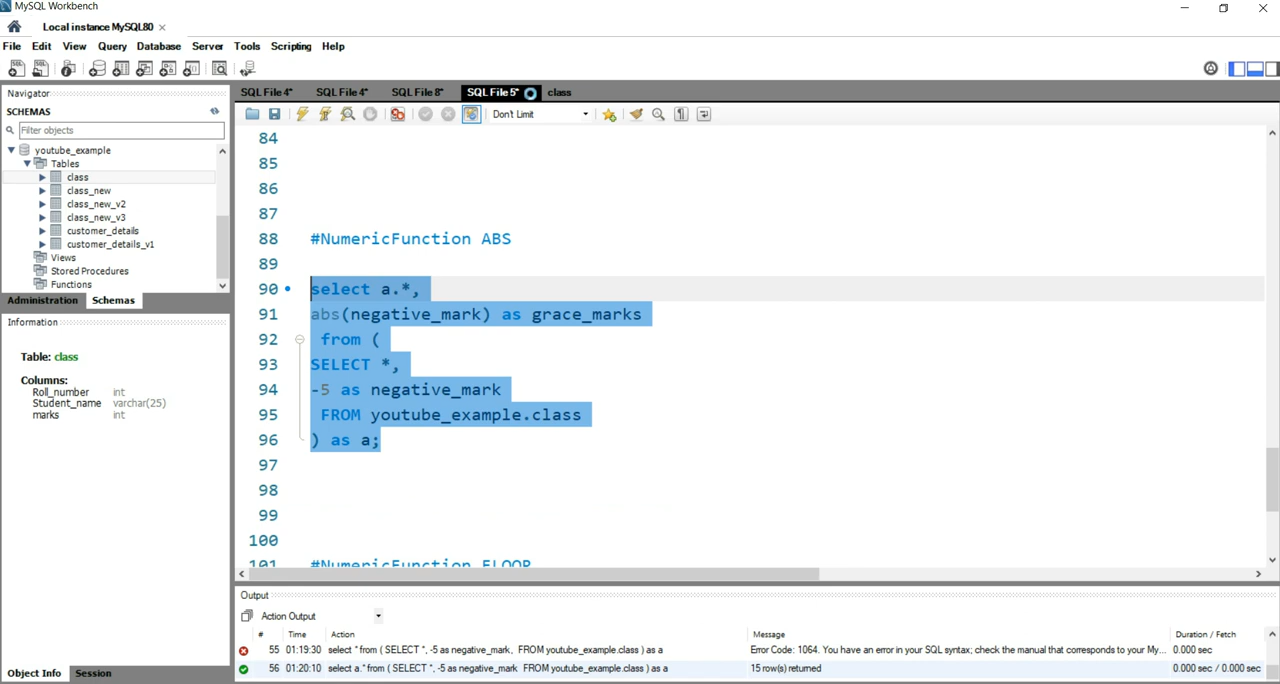 MySQL Workbench
Local instance MySQL80
File Edit View Query Database Server Tools Scripting Help
Navigator
SCHEMAS
Filter objects
youtube_example
Tables
class
class_new
class_new_v2
class_new_v3
customer_details
customer_details_v1
Views
Stored Procedures
Functions
Administration Schemas
Information
Table: class
Columns:
Roll_number int
Student_name varchar(25)
marks int
Object Info Session
SQL File 4* SQL File 4* SQL File 8* SQL File 5* class
Don't Limit
84
85
86
87
88 #NumericFunction ABS
89
90 select a.*,
91 abs(negative_mark) as grace_marks
92 from (
93 SELECT *,
94 -5 as negative_mark
95 FROM youtube_example.class
96 ) as a;
97
98
99
100
101 #NumericFunction FLOOR
Output
Action Output
# Time Action Message Duration / Fetch
55 01:19:30 select * from ( SELECT *, -5 as negative_mark, FROM youtube_example.class ) as a Error Code: 1064. You have an error in your SQL syntax; check the manual that corresponds to your My... 0.000 sec
56 01:20:10 select a.* from ( SELECT *, -5 as negative_mark FROM youtube_example.class ) as a 15 row(s) returned 0.000 sec / 0.000 sec